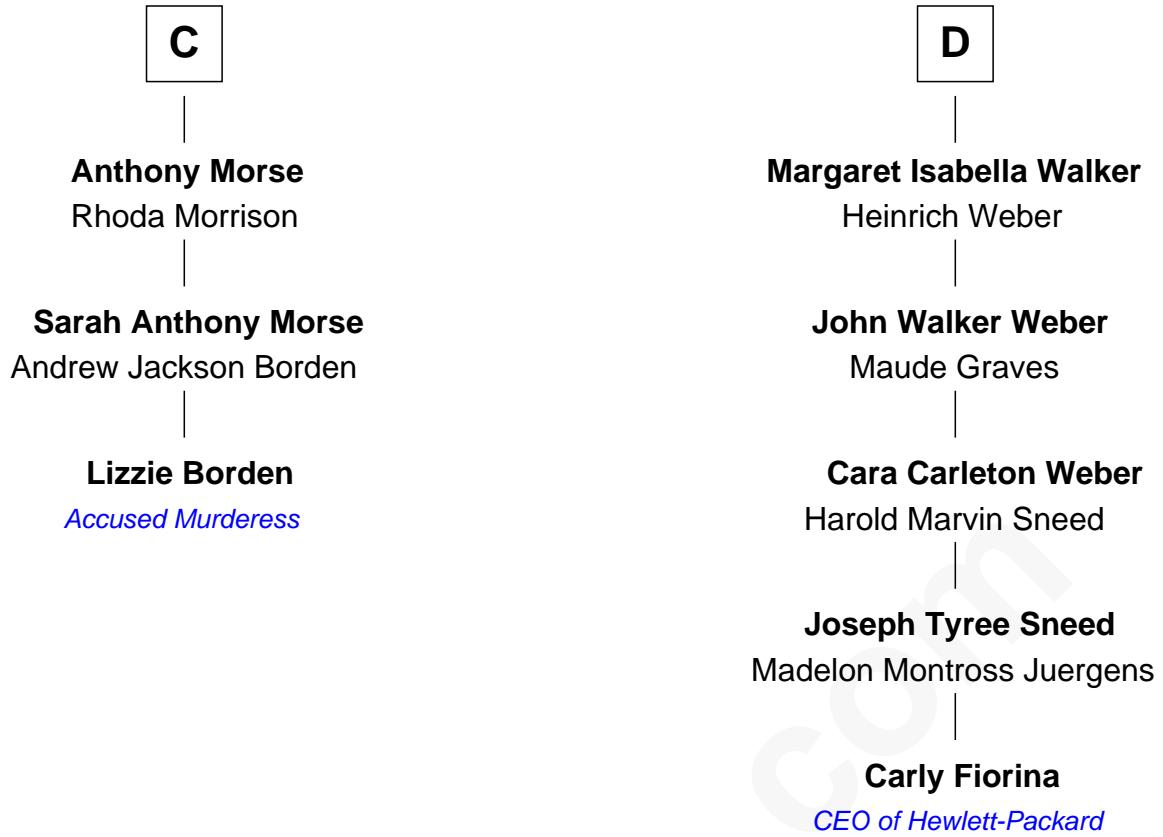 C
Anthony Morse
Rhoda Morrison
Sarah Anthony Morse
Andrew Jackson Borden
Lizzie Borden
Accused Murderess
D
Margaret Isabella Walker
Heinrich Weber
John Walker Weber
Maude Graves
Cara Carleton Weber
Harold Marvin Sneed
Joseph Tyree Sneed
Madelon Montross Juergens
Carly Fiorina
CEO of Hewlett-Packard
com